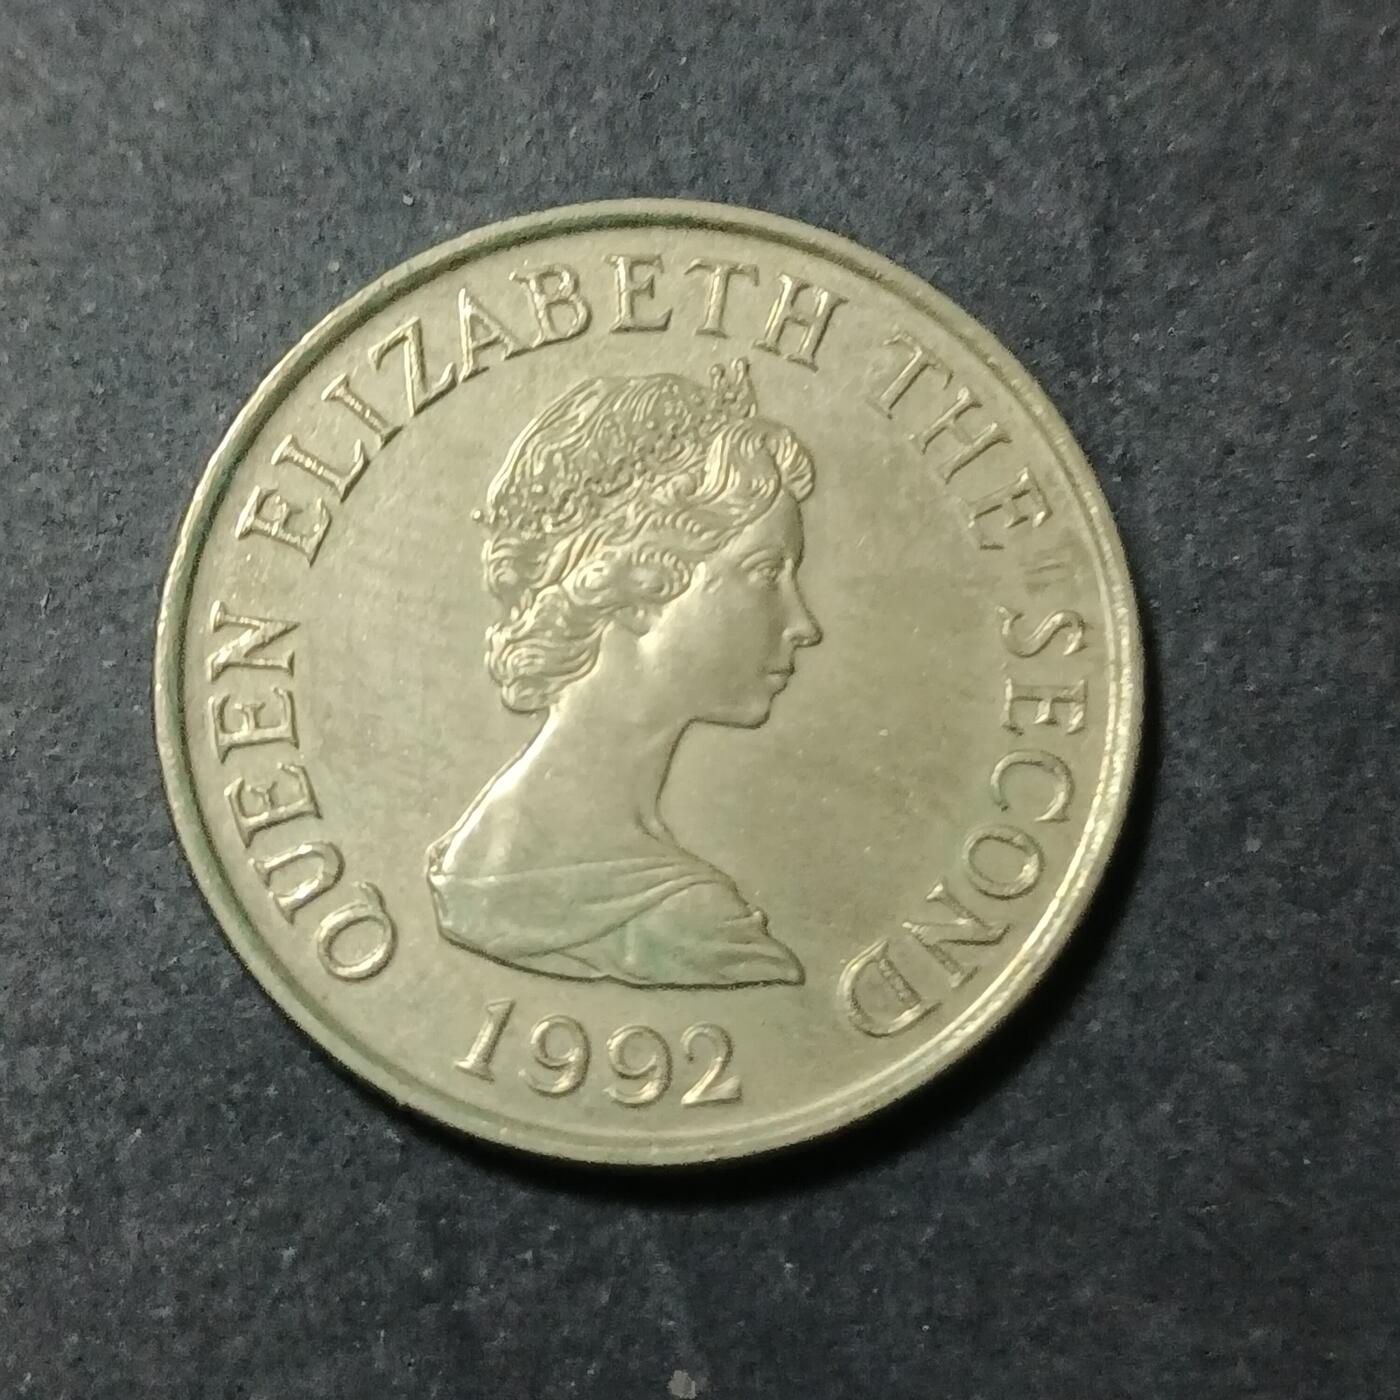 QUEEN ELIZABETH THE SECOND
1992